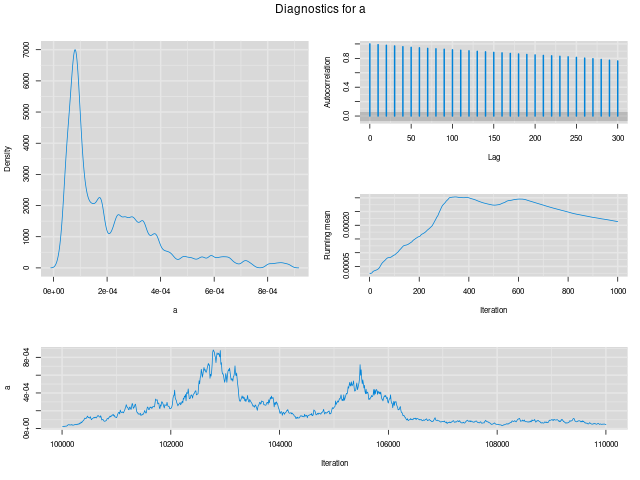 Diagnostics for a
Density
0 1000 2000 3000 4000 5000 6000 7000
0e+00 2e-04 4e-04 6e-04 8e-04
a
Autocorrelation
0.0 0.4 0.8
0 50 100 150 200 250 300
Lag
Running mean
0.00005 0.00020
0 200 400 600 800 1000
Iteration
a
0e+00 4e-04 8e-04
100000 102000 104000 106000 108000 110000
Iteration